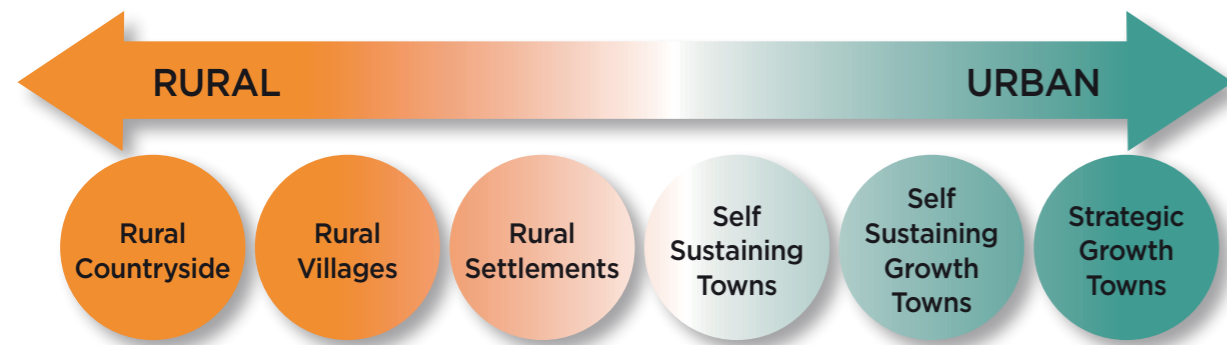 RURAL
URBAN
Rural
Countryside
Rural
Villages
Rural
Settlements
Self
Sustaining
Towns
Self
Sustaining
Growth
Towns
Strategic
Growth
Towns